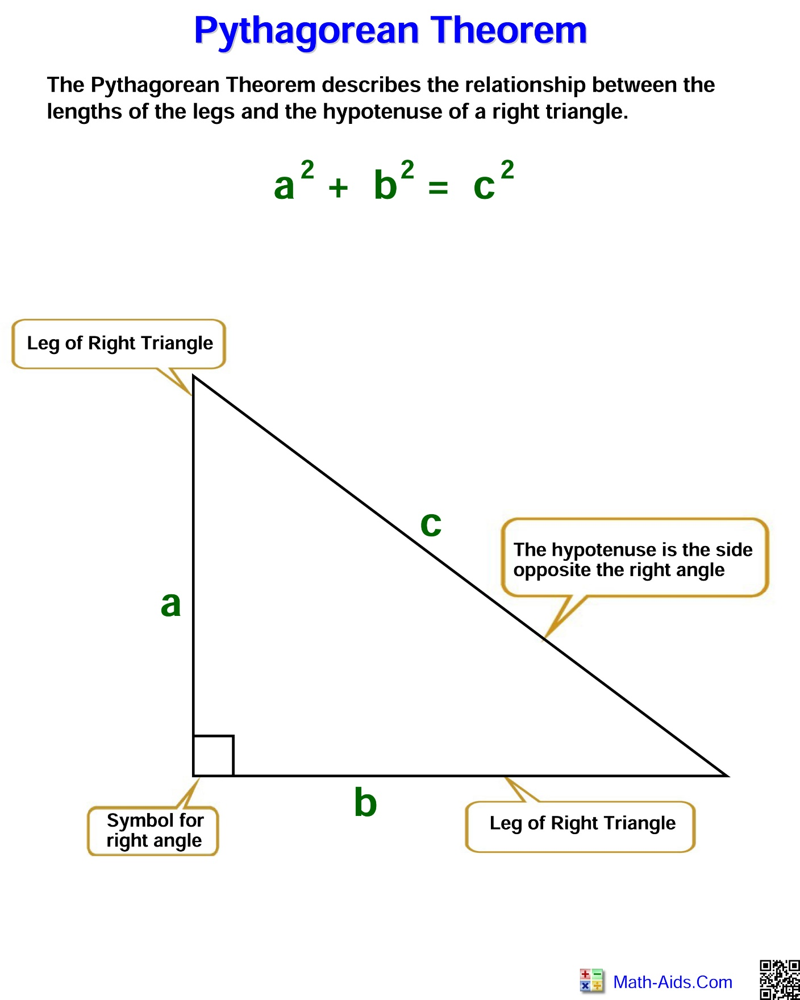 Pythagorean Theorem
The Pythagorean Theorem describes the relationship between the
lengths of the legs and the hypotenuse of a right triangle.
a² + b² = c²
Leg of Right Triangle
c
The hypotenuse is the side
opposite the right angle
a
b
Symbol for
right angle
Leg of Right Triangle
Math-Aids.Com